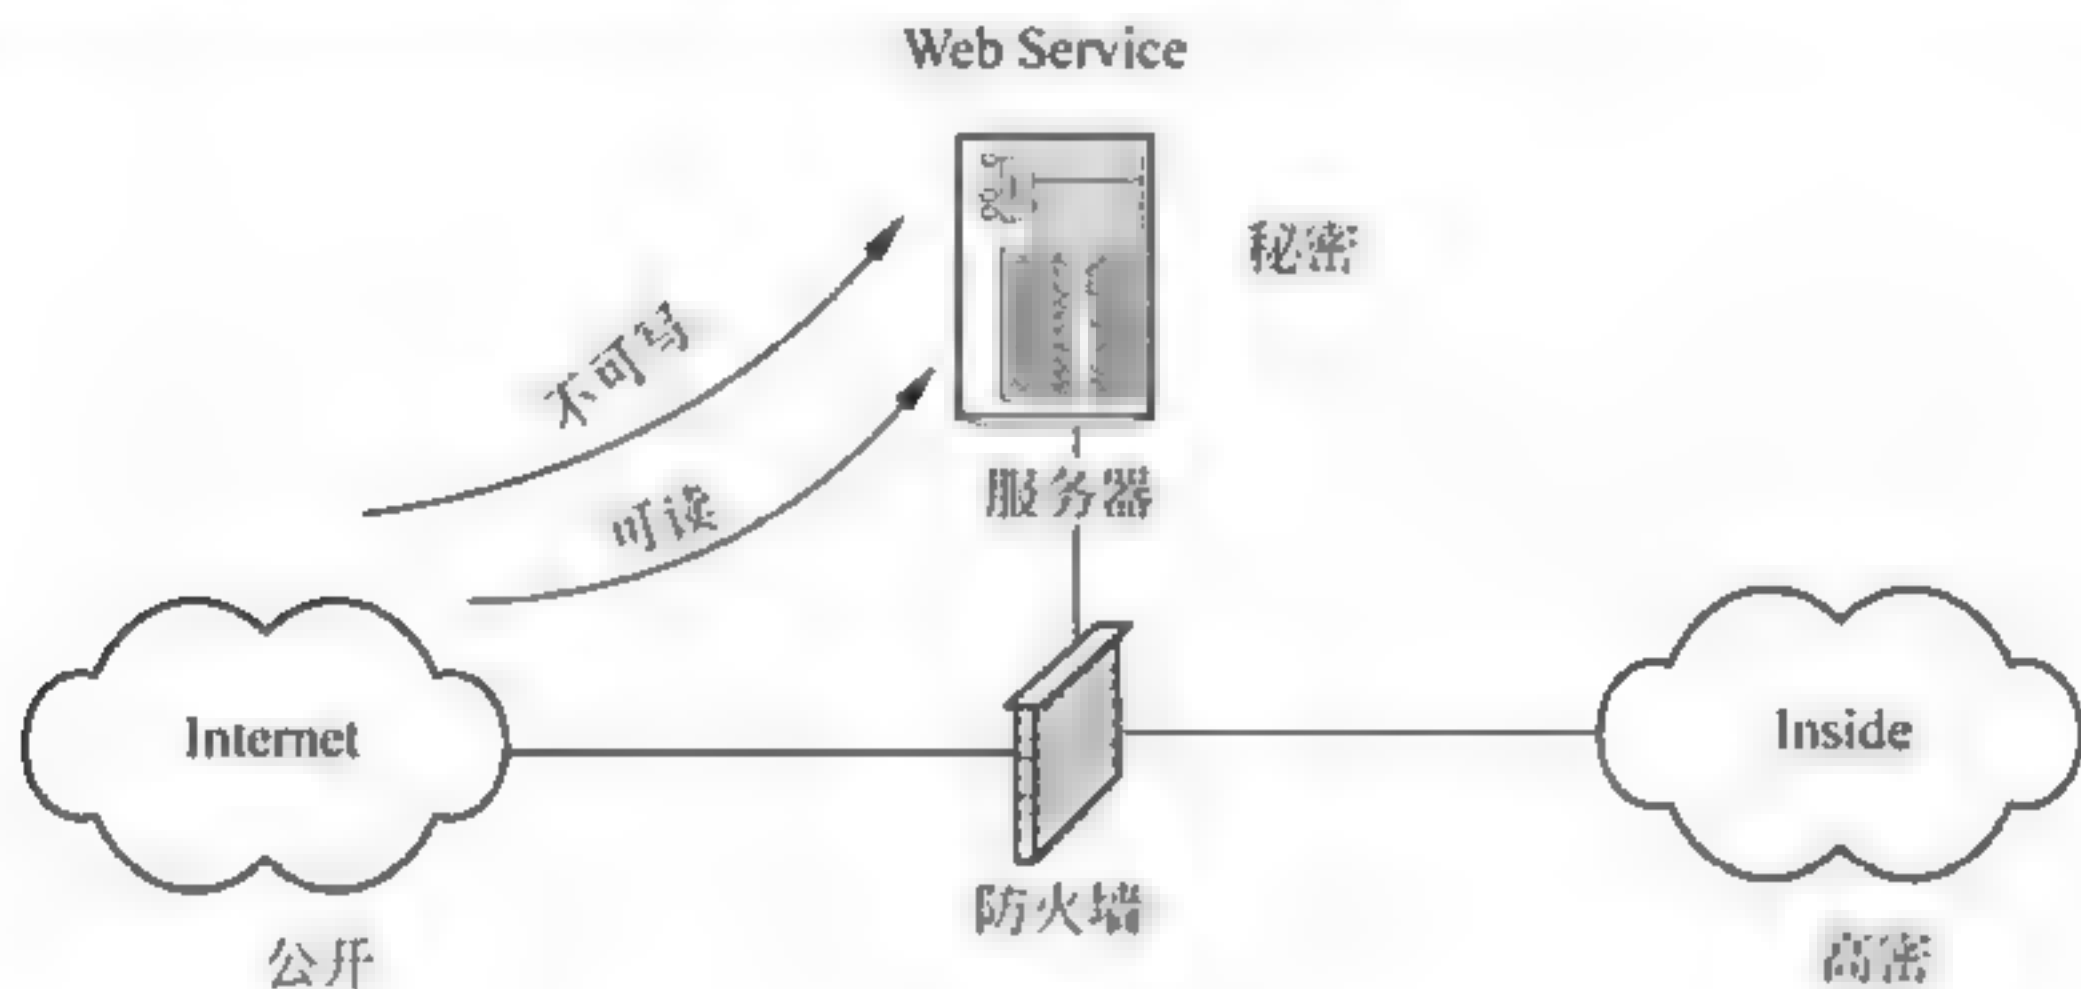 Web Service
秘密
不可写
可读
服务器
Internet
Inside
防火墙
公开
高密